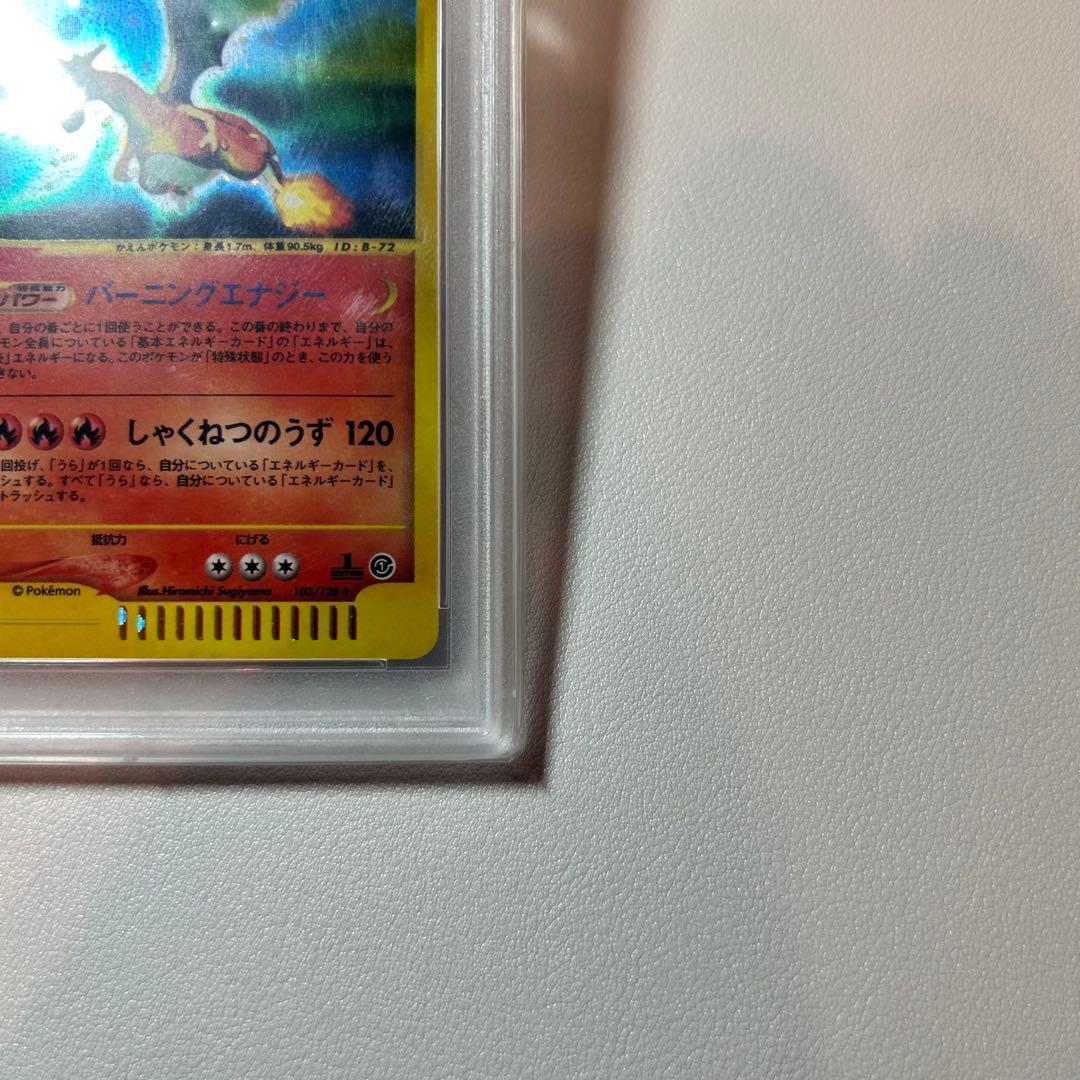 かえんポケモン：身長1.7m、体重90.5kg ID:B-72
特殊能力
パワー バーニングエナジー
自分の番ごとに1回使うことができる。この番の終わりまで、自分の
モン全員についている「基本エネルギーカード」の「エネルギー」は、
」エネルギーになる。このポケモンが「特殊状態」のとき、この力を使う
きない。
しゃくねつのうず 120
回投げ、「うら」が1回なら、自分についている「エネルギーカード」を、
ッシュする。すべて「うら」なら、自分についている「エネルギーカード」
トラッシュする。
抵抗力 にげる
1 EDITION
©Pokémon Illus.Hiromichi Sugiyama 103/128 ★